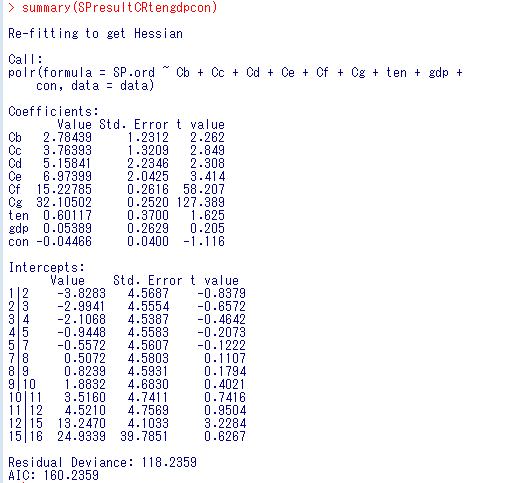 > summary(SPresultCRtengdpcon)
Re-fitting to get Hessian
Call:
polr(formula = SP.ord ~ Cb + Cc + Cd + Ce + Cf + Cg + ten + gdp +
    con, data = data)
Coefficients:
       Value Std. Error t value
Cb   2.78439     1.2312   2.262
Cc   3.76393     1.3209   2.849
Cd   5.15841     2.2346   2.308
Ce   6.97399     2.0425   3.414
Cf  15.22785     0.2616  58.207
Cg  32.10502     0.2520 127.389
ten  0.60117     0.3700   1.625
gdp  0.05389     0.2629   0.205
con -0.04466     0.0400  -1.116
Intercepts:
      Value   Std. Error t value
1|2   -3.8283  4.5687    -0.8379
2|3   -2.9941  4.5554    -0.6572
3|4   -2.1068  4.5387    -0.4642
4|5   -0.9448  4.5583    -0.2073
5|7   -0.5572  4.5607    -0.1222
7|8    0.5072  4.5803     0.1107
8|9    0.8239  4.5931     0.1794
9|10   1.8832  4.6830     0.4021
10|11  3.5160  4.7411     0.7416
11|12  4.5210  4.7569     0.9504
12|15 13.2470  4.1033     3.2284
15|16 24.9339 39.7851     0.6267
Residual Deviance: 118.2359
AIC: 160.2359